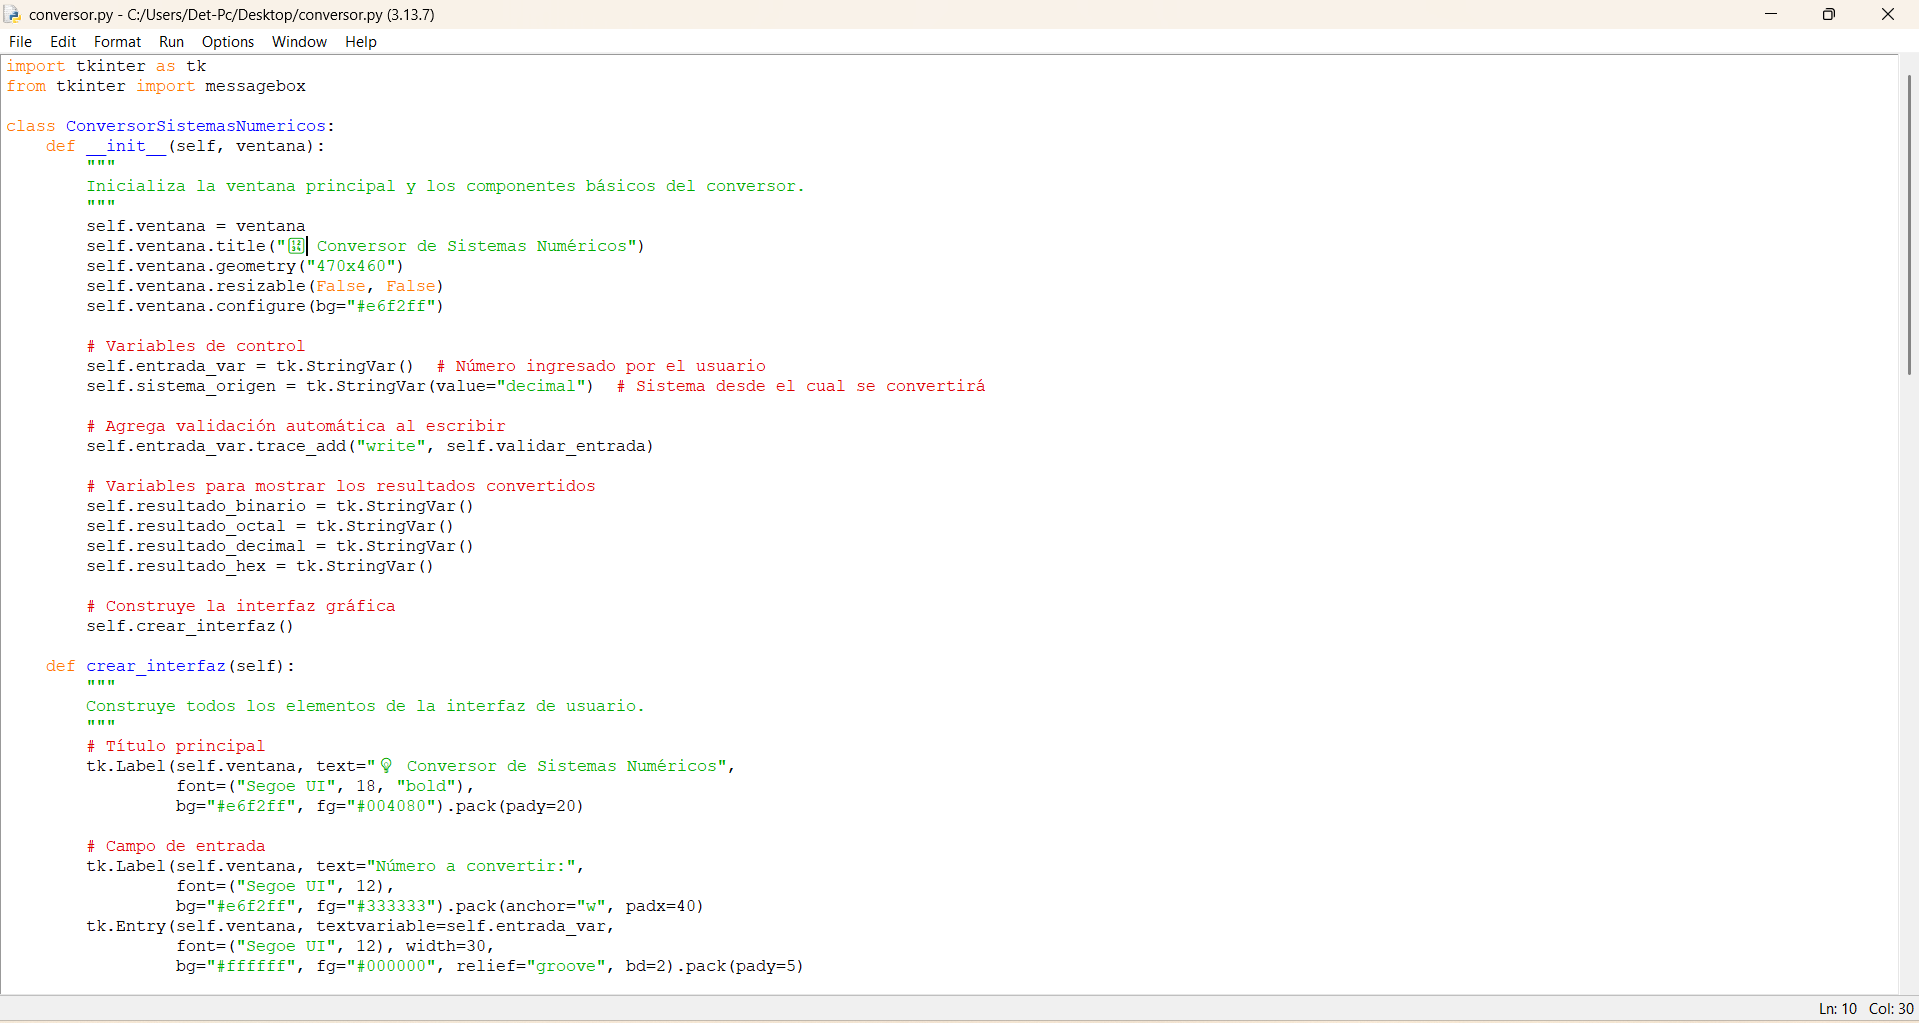 conversor.py - C:/Users/Det-Pc/Desktop/conversor.py (3.13.7)
File Edit Format Run Options Window Help
import tkinter as tk
from tkinter import messagebox

class ConversorSistemasNumericos:
    def __init__(self, ventana):
        """
        Inicializa la ventana principal y los componentes básicos del conversor.
        """
        self.ventana = ventana
        self.ventana.title("🔢 Conversor de Sistemas Numéricos")
        self.ventana.geometry("470x460")
        self.ventana.resizable(False, False)
        self.ventana.configure(bg="#e6f2ff")

        # Variables de control
        self.entrada_var = tk.StringVar()  # Número ingresado por el usuario
        self.sistema_origen = tk.StringVar(value="decimal")  # Sistema desde el cual se convertirá

        # Agrega validación automática al escribir
        self.entrada_var.trace_add("write", self.validar_entrada)

        # Variables para mostrar los resultados convertidos
        self.resultado_binario = tk.StringVar()
        self.resultado_octal = tk.StringVar()
        self.resultado_decimal = tk.StringVar()
        self.resultado_hex = tk.StringVar()

        # Construye la interfaz gráfica
        self.crear_interfaz()

    def crear_interfaz(self):
        """
        Construye todos los elementos de la interfaz de usuario.
        """
        # Título principal
        tk.Label(self.ventana, text="💡 Conversor de Sistemas Numéricos",
                 font=("Segoe UI", 18, "bold"),
                 bg="#e6f2ff", fg="#004080").pack(pady=20)

        # Campo de entrada
        tk.Label(self.ventana, text="Número a convertir:",
                 font=("Segoe UI", 12),
                 bg="#e6f2ff", fg="#333333").pack(anchor="w", padx=40)
        tk.Entry(self.ventana, textvariable=self.entrada_var,
                 font=("Segoe UI", 12), width=30,
                 bg="#ffffff", fg="#000000", relief="groove", bd=2).pack(pady=5)
Ln: 10 Col: 30